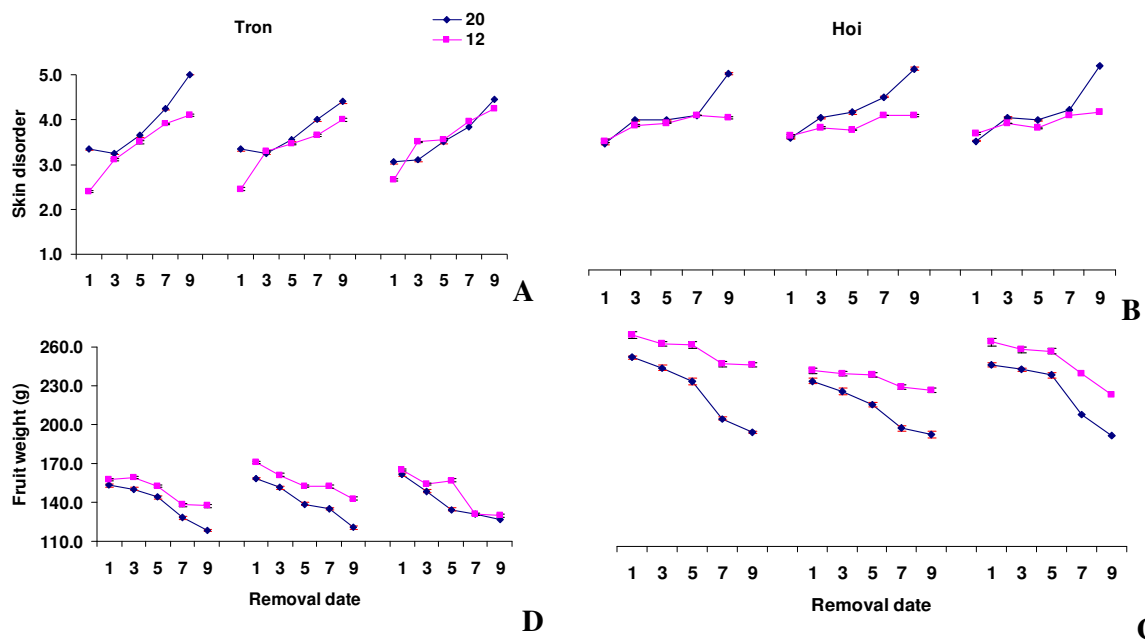 Tron
20
12
Hoi
Skin disorder
5.0
4.0
3.0
2.0
1.0
1 3 5 7 9 1 3 5 7 9 1 3 5 7 9
A
1 3 5 7 9 1 3 5 7 9 1 3 5 7 9
B
Fruit weight (g)
260.0
230.0
200.0
170.0
140.0
110.0
1 3 5 7 9 1 3 5 7 9 1 3 5 7 9
Removal date
D
1 3 5 7 9 1 3 5 7 9 1 3 5 7 9
Removal date